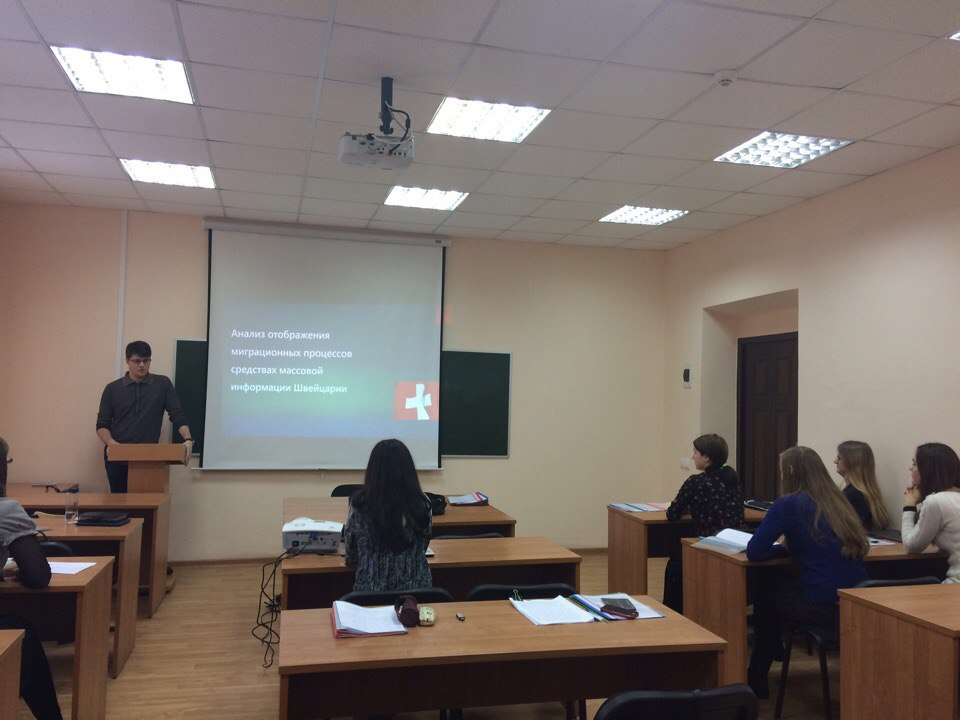 Анализ отображения
миграционных процессов
средствах массовой
информации Швейцарии